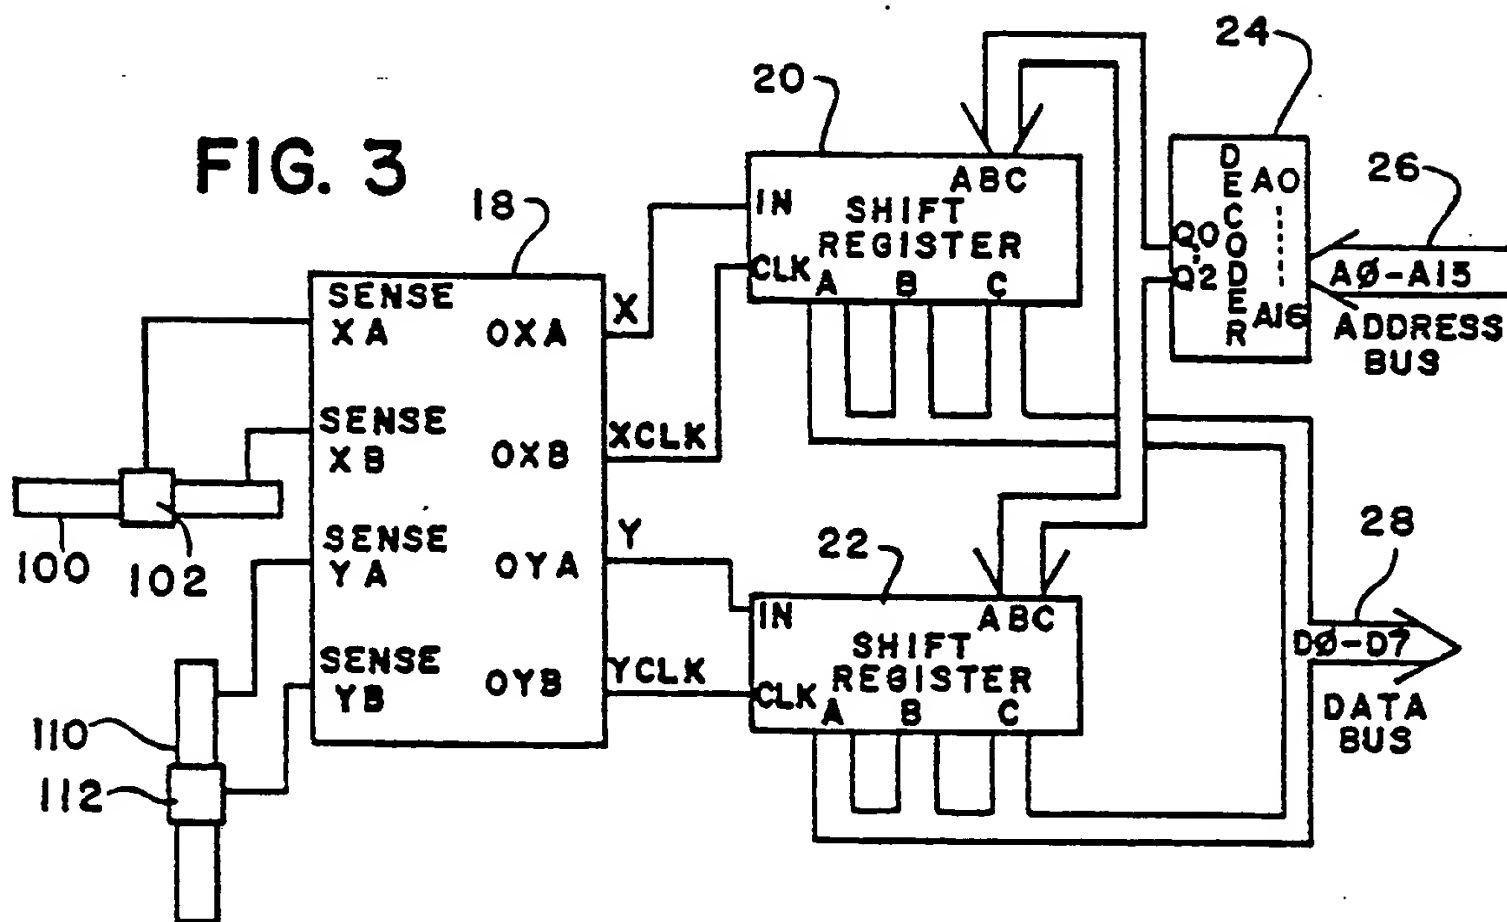 FIG. 3
18
SENSE
XA
OXA
SENSE
XB
OXB
SENSE
YA
OYA
SENSE
YB
OYB
100
102
110
112
X
XCLK
Y
YCLK
20
IN
ABC
SHIFT
REGISTER
CLK
A B C
22
IN
ABC
SHIFT
REGISTER
CLK
A B C
24
DECODER
A0
A16
Q0
Q2
26
AØ-A15
ADDRESS
BUS
28
DØ-D7
DATA
BUS